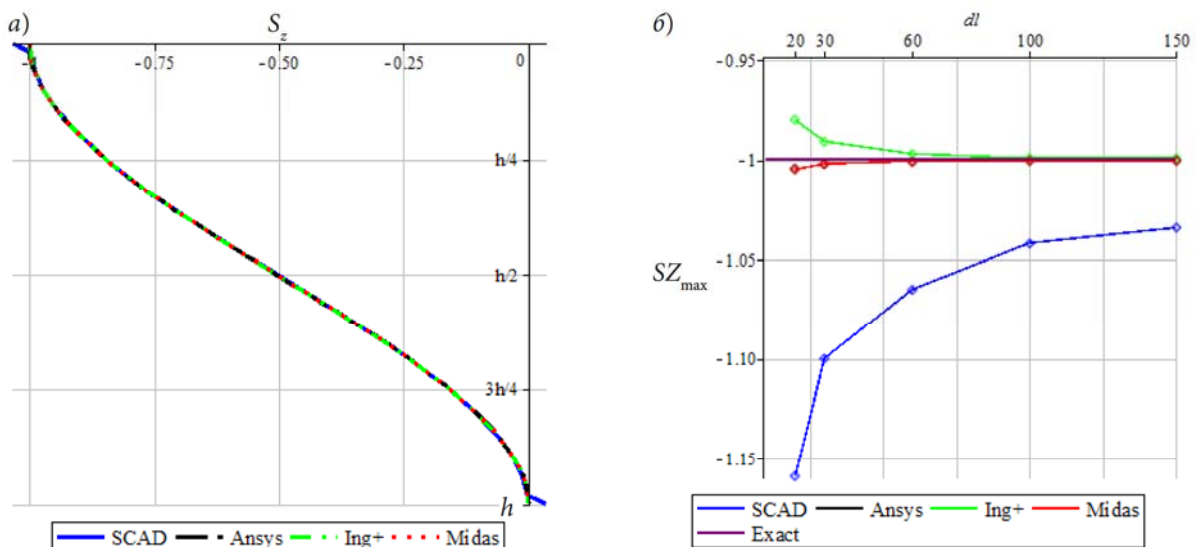 а)
S_z
-0.75
-0.50
-0.25
0
h/4
h/2
3h/4
h
SCAD Ansys Ing+ Midas
б)
dl
20 30 60 100 150
-0.95
-1
-1.05
SZ_max
-1.10
-1.15
SCAD Ansys Ing+ Midas
Exact